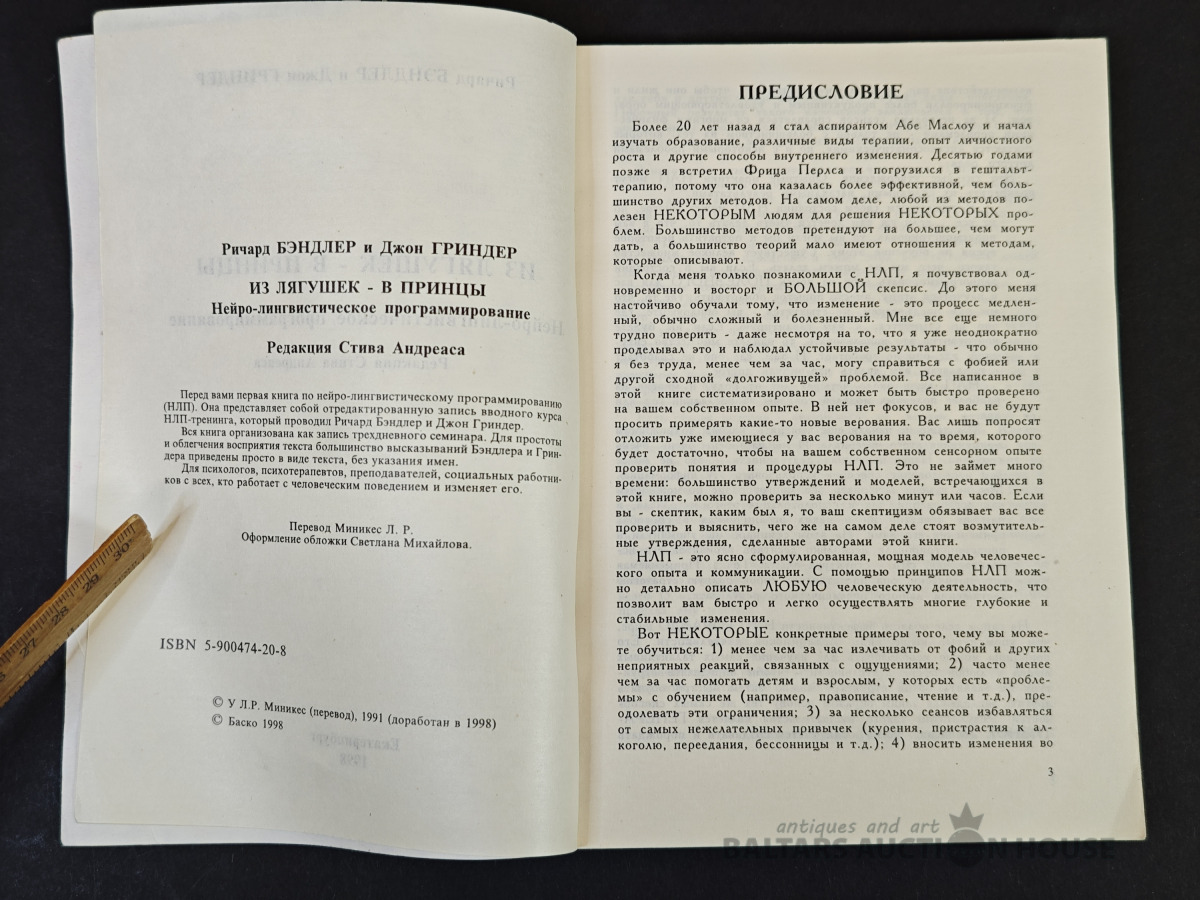 Ричард БЭНДЛЕР и Джон ГРИНДЕР
ИЗ ЛЯГУШЕК - В ПРИНЦЫ
Нейро-лингвистическое программирование
Редакция Стива Андреаса
Перед вами первая книга по нейро-лингвистическому программированию
(НЛП). Она представляет собой отредактированную запись вводного курса
НЛП-тренинга, который проводил Ричард Бэндлер и Джон Гриндер.
Вся книга организована как запись трехдневного семинара. Для простоты
и облегчения восприятия текста большинство высказываний Бэндлера и Грин-
дера приведены просто в виде текста, без указания имен.
Для психологов, психотерапевтов, преподавателей, социальных работни-
ков с всех, кто работает с человеческим поведением и изменяет его.
Перевод Миникес Л. Р.
Оформление обложки Светлана Михайлова.
ISBN 5-900474-20-8
© У Л.Р. Миникес (перевод), 1991 (доработан в 1998)
© Баско 1998
27 28 29 30
ПРЕДИСЛОВИЕ
Более 20 лет назад я стал аспирантом Абе Маслоу и начал
изучать образование, различные виды терапии, опыт личностного
роста и другие способы внутреннего изменения. Десятью годами
позже я встретил Фрица Перлса и погрузился в гештальт-
терапию, потому что она казалась более эффективной, чем боль-
шинство других методов. На самом деле, любой из методов по-
лезен НЕКОТОРЫМ людям для решения НЕКОТОРЫХ про-
блем. Большинство методов претендуют на большее, чем могут
дать, а большинство теорий мало имеют отношения к методам,
которые описывают.
Когда меня только познакомили с НЛП, я почувствовал од-
новременно и восторг и БОЛЬШОЙ скепсис. До этого меня
настойчиво обучали тому, что изменение - это процесс медлен-
ный, обычно сложный и болезненный. Мне все еще немного
трудно поверить - даже несмотря на то, что я уже неоднократно
проделывал это и наблюдал устойчивые результаты - что обычно
я без труда, менее чем за час, могу справиться с фобией или
другой сходной «долгоживущей» проблемой. Все написанное в
этой книге систематизировано и может быть быстро проверено
на вашем собственном опыте. В ней нет фокусов, и вас не будут
просить примерять какие-то новые верования. Вас лишь попросят
отложить уже имеющиеся у вас верования на то время, которого
будет достаточно, чтобы на вашем собственном сенсорном опыте
проверить понятия и процедуры НЛП. Это не займет много
времени: большинство утверждений и моделей, встречающихся в
этой книге, можно проверить за несколько минут или часов. Если
вы - скептик, каким был я, то ваш скептицизм обязывает вас все
проверить и выяснить, чего же на самом деле стоят возмутитель-
ные утверждения, сделанные авторами этой книги.
НЛП - это ясно сформулированная, мощная модель человечес-
кого опыта и коммуникации. С помощью принципов НЛП мож-
но детально описать ЛЮБУЮ человеческую деятельность, что
позволит вам быстро и легко осуществлять многие глубокие и
стабильные изменения.
Вот НЕКОТОРЫЕ конкретные примеры того, чему вы може-
те обучиться: 1) менее чем за час излечивать от фобий и других
неприятных реакций, связанных с ощущениями; 2) часто менее
чем за час помогать детям и взрослым, у которых есть «пробле-
мы» с обучением (например, правописание, чтение и т.д.), пре-
одолевать эти ограничения; 3) за несколько сеансов избавляться
от самых нежелательных привычек (курения, пристрастия к ал-
коголю, переедания, бессонницы и т.д.); 4) вносить изменения во
3
antiques and art
BALTARS AUCTION HOUSE